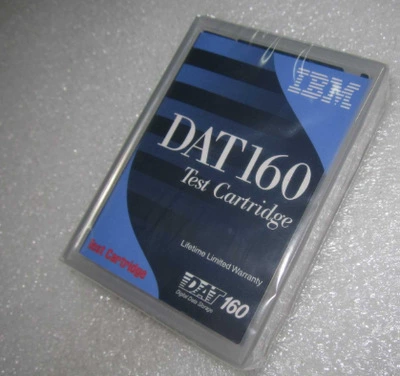 IBM
DAT160
Test Cartridge
Lifetime Limited Warranty
Test Cartridge
DAT 160
Digital Data Storage